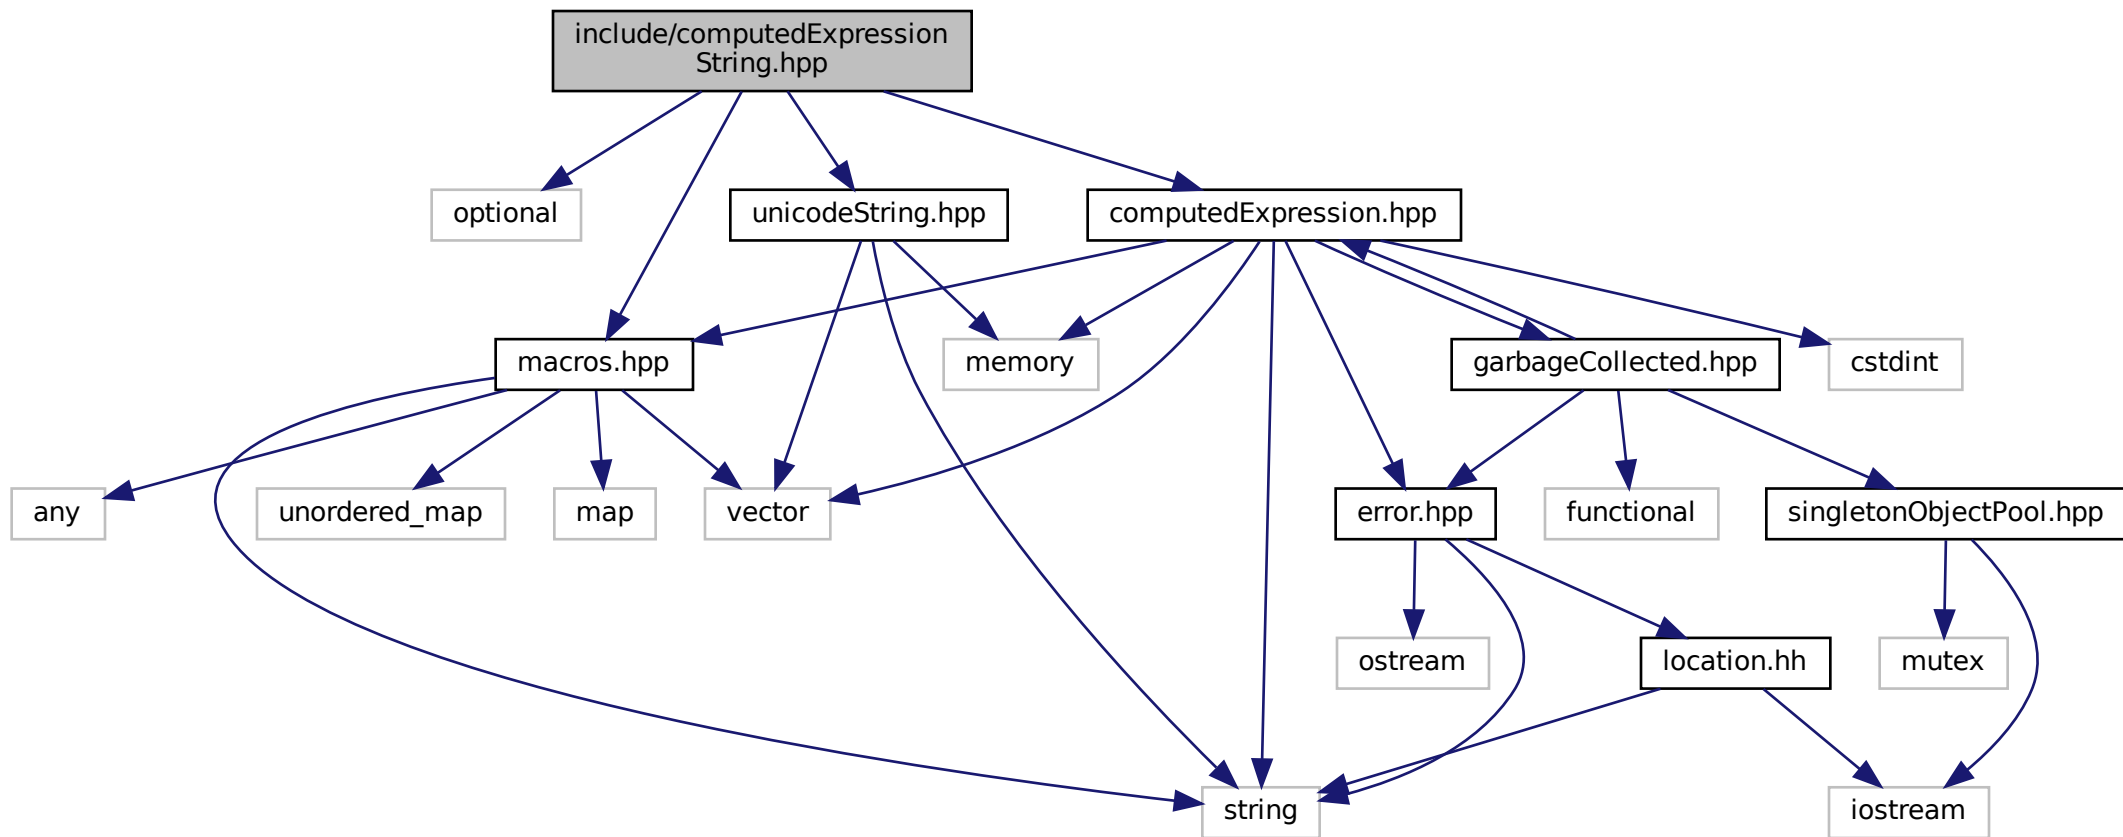 include/computedExpression
String.hpp
optional
unicodeString.hpp
computedExpression.hpp
macros.hpp
memory
garbageCollected.hpp
cstdint
any
unordered_map
map
vector
error.hpp
functional
singletonObjectPool.hpp
ostream
location.hh
mutex
string
iostream